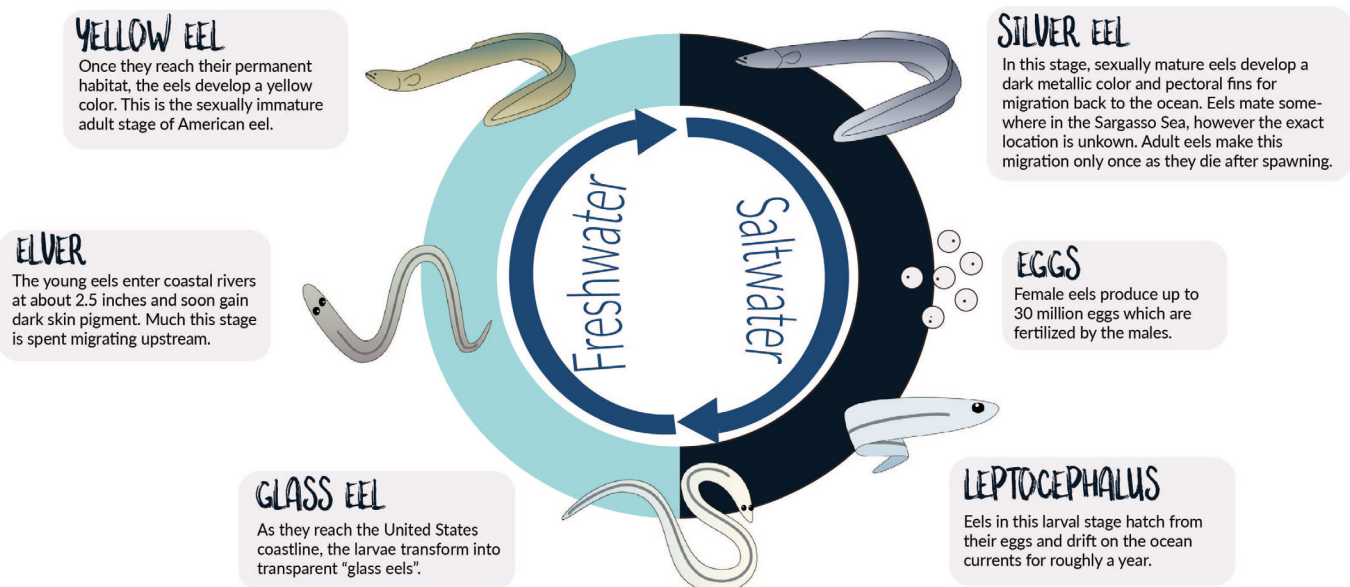 YELLOW EEL
Once they reach their permanent
habitat, the eels develop a yellow
color. This is the sexually immature
adult stage of American eel.
SILVER EEL
In this stage, sexually mature eels develop a
dark metallic color and pectoral fins for
migration back to the ocean. Eels mate some-
where in the Sargasso Sea, however the exact
location is unkown. Adult eels make this
migration only once as they die after spawning.
Freshwater
Saltwater
ELVER
The young eels enter coastal rivers
at about 2.5 inches and soon gain
dark skin pigment. Much this stage
is spent migrating upstream.
EGGS
Female eels produce up to
30 million eggs which are
fertilized by the males.
GLASS EEL
As they reach the United States
coastline, the larvae transform into
transparent “glass eels”.
LEPTOCEPHALUS
Eels in this larval stage hatch from
their eggs and drift on the ocean
currents for roughly a year.